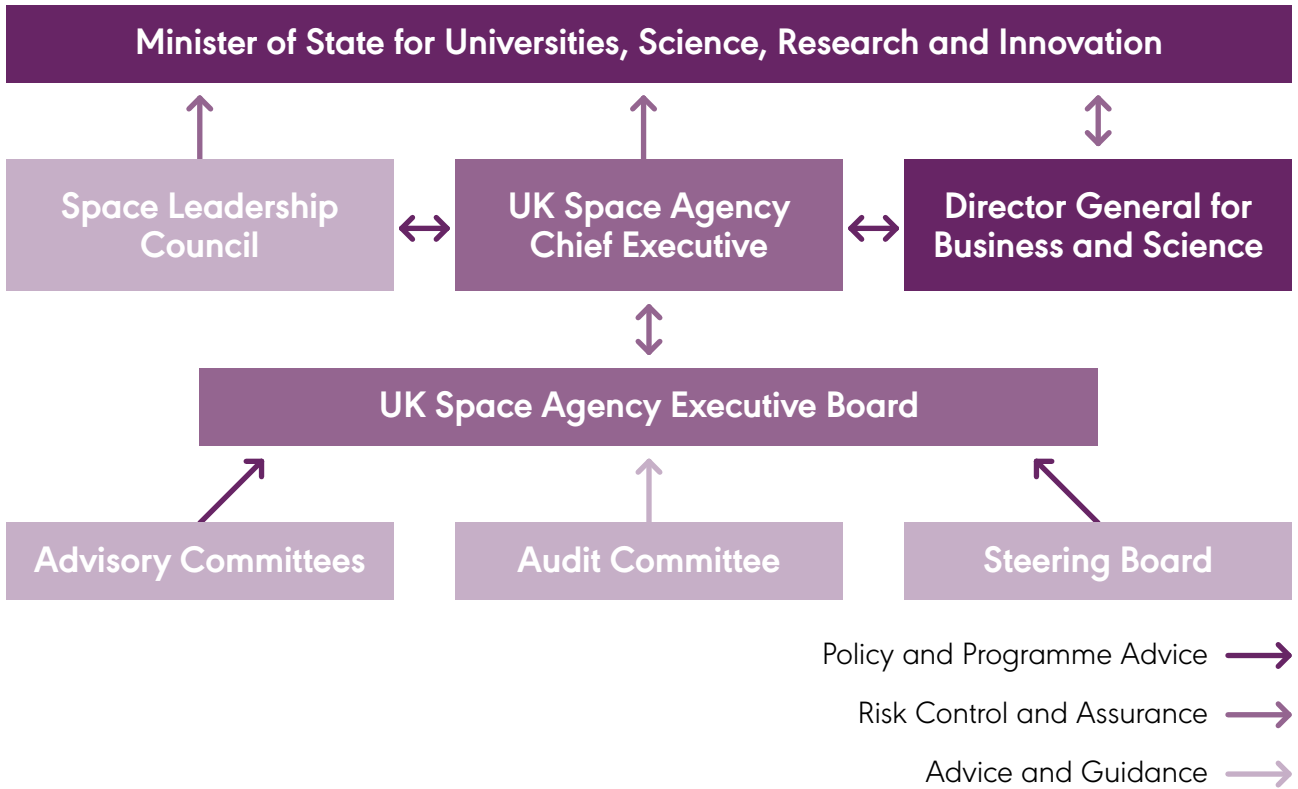 Minister of State for Universities, Science, Research and Innovation
Space Leadership
Council
UK Space Agency
Chief Executive
Director General for
Business and Science
UK Space Agency Executive Board
Advisory Committees
Audit Committee
Steering Board
Policy and Programme Advice
Risk Control and Assurance
Advice and Guidance